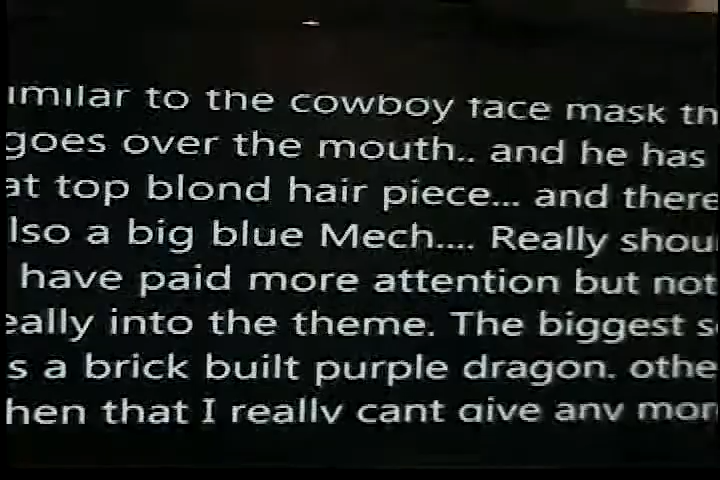 imilar to the cowboy face mask th
goes over the mouth.. and he has
at top blond hair piece... and there
lso a big blue Mech.... Really shou
have paid more attention but not
eally into the theme. The biggest s
s a brick built purple dragon. othe
hen that I really cant give any mor